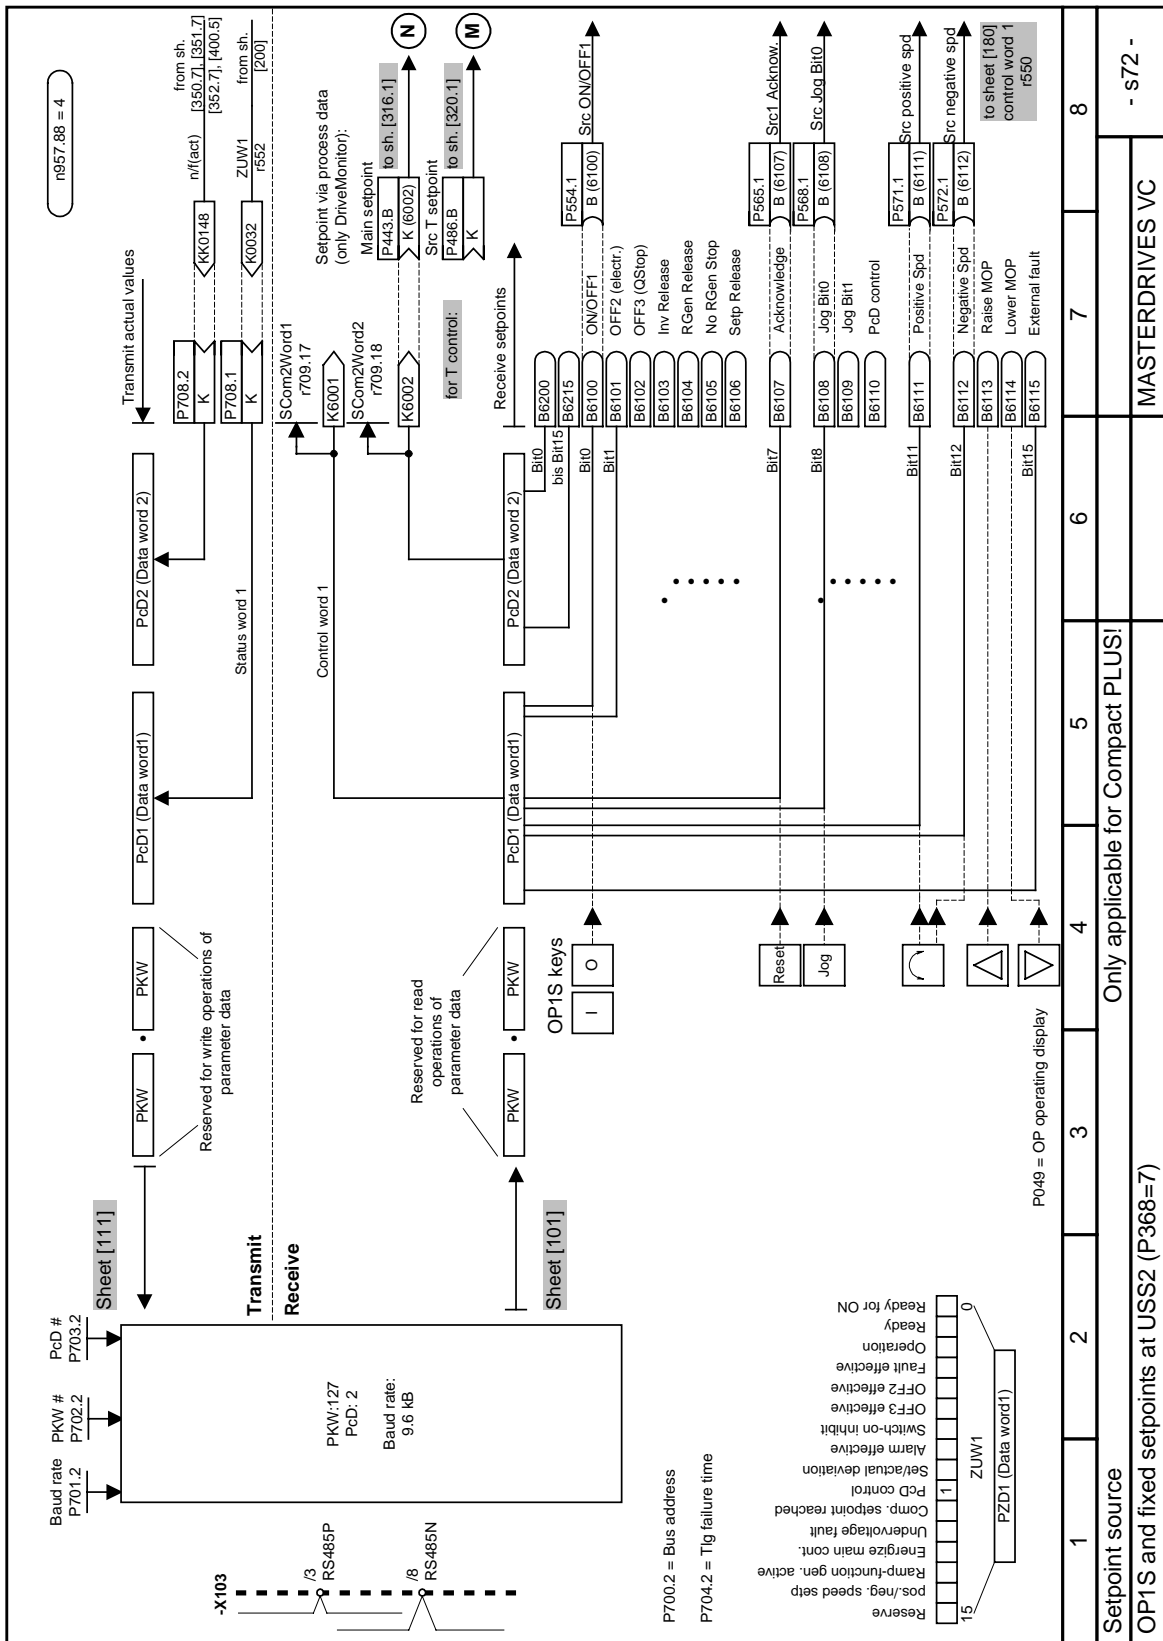 n957.88 = 4
Baud rate
P701.2
PKW #
P702.2
PcD #
P703.2
-X103
/3
RS485P
/8
RS485N
PKW:127
PcD: 2
Baud rate:
9.6 kB
Sheet [111]
Transmit
Receive
Sheet [101]
PKW
PKW
PcD1 (Data word1)
PcD2 (Data word 2)
Transmit actual values
Reserved for write operations of
parameter data
Status word 1
P708.2
K
KK0148
n/f(act)
from sh.
[350.7], [351.7]
[352.7], [400.5]
P708.1
K
K0032
ZUW1
r552
from sh.
[200]
Control word 1
SCom2Word1
r709.17
K6001
SCom2Word2
r709.18
K6002
Setpoint via process data
(only DriveMonitor):
Main setpoint
P443.B
K (6002)
to sh. [316.1]
N
for T control:
Src T setpoint
P486.B
K
to sh. [320.1]
M
Reserved for read
operations of
parameter data
PKW
PKW
PcD1 (Data word1)
PcD2 (Data word 2)
Receive setpoints
Bit0
B6200
bis Bit15
B6215
OP1S keys
I
O
Bit0
B6100
ON/OFF1
P554.1
B (6100)
Src ON/OFF1
Bit1
B6101
OFF2 (electr.)
B6102
OFF3 (QStop)
B6103
Inv Release
B6104
RGen Release
B6105
No RGen Stop
B6106
Setp Release
Reset
Bit7
B6107
Acknowledge
P565.1
B (6107)
Src1 Acknow.
Jog
Bit8
B6108
Jog Bit0
P568.1
B (6108)
Src Jog Bit0
B6109
Jog Bit1
B6110
PcD control
Bit11
B6111
Positive Spd
P571.1
B (6111)
Src positive spd
Bit12
B6112
Negative Spd
P572.1
B (6112)
Src negative spd
B6113
Raise MOP
B6114
Lower MOP
Bit15
B6115
External fault
to sheet [180]
control word 1
r550
P700.2 = Bus address
P704.2 = Tlg failure time
P049 = OP operating display
Reserve
pos./neg. speed setp
Ramp-function gen. active
Energize main cont.
Undervoltage fault
Comp. setpoint reached
PcD control
Set/actual deviation
Alarm effective
Switch-on inhibit
OFF3 effective
OFF2 effective
Fault effective
Operation
Ready
Ready for ON
1
15
0
ZUW1
PZD1 (Data word1)
1
2
3
4
5
6
7
8
Setpoint source
Only applicable for Compact PLUS!
OP1S and fixed setpoints at USS2 (P368=7)
MASTERDRIVES VC
- s72 -